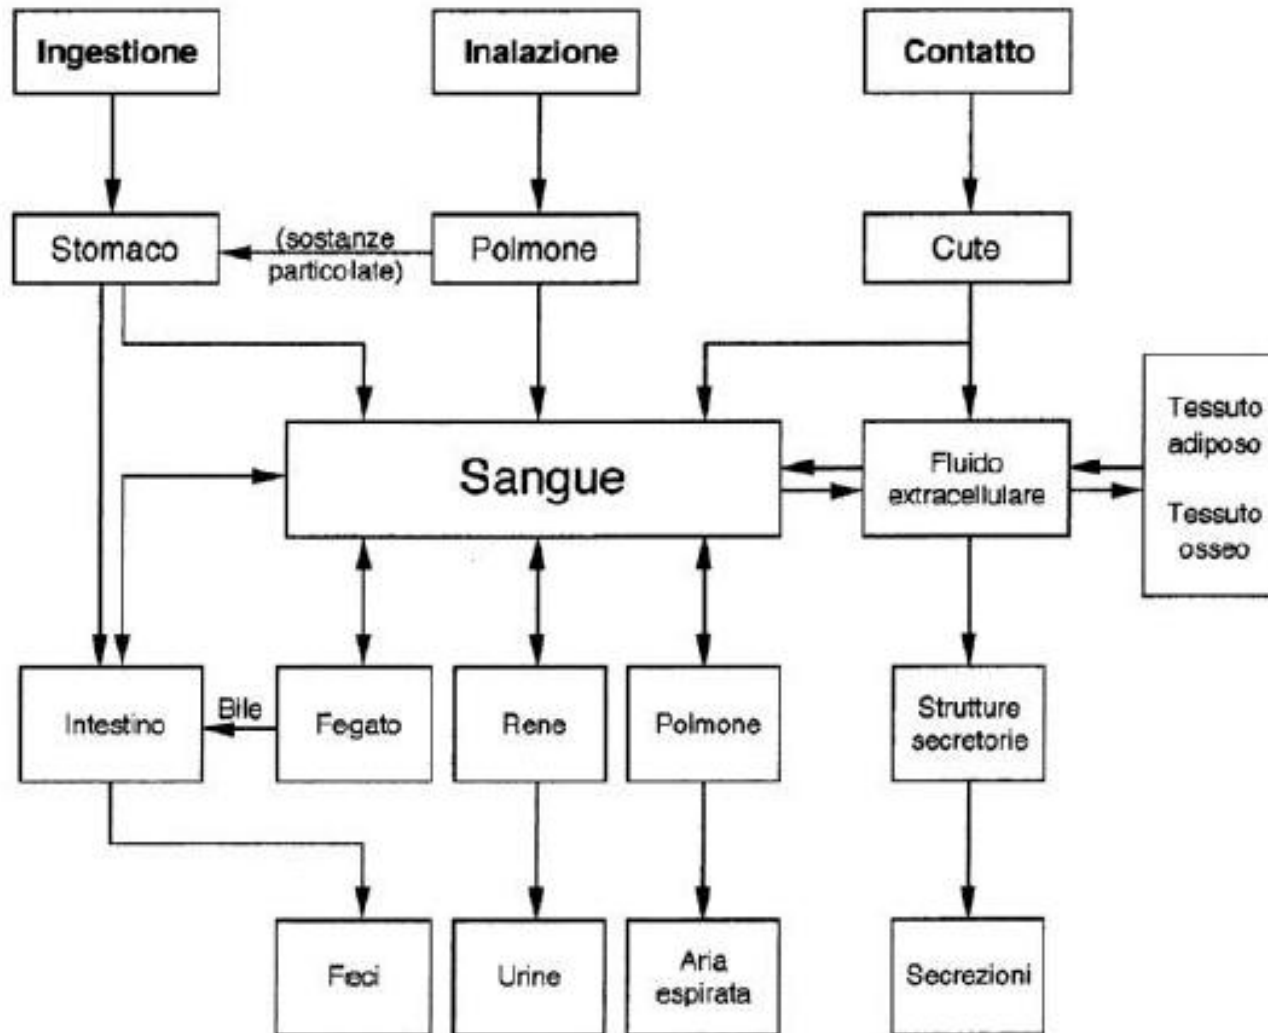 Ingestione
Inalazione
Contatto
Stomaco
(sostanze
particolate)
Polmone
Cute
Sangue
Fluido
extracellulare
Tessuto
adiposo
Tessuto
osseo
Intestino
Bile
Fegato
Rene
Polmone
Strutture
secretorie
Feci
Urine
Aria
espirata
Secrezioni